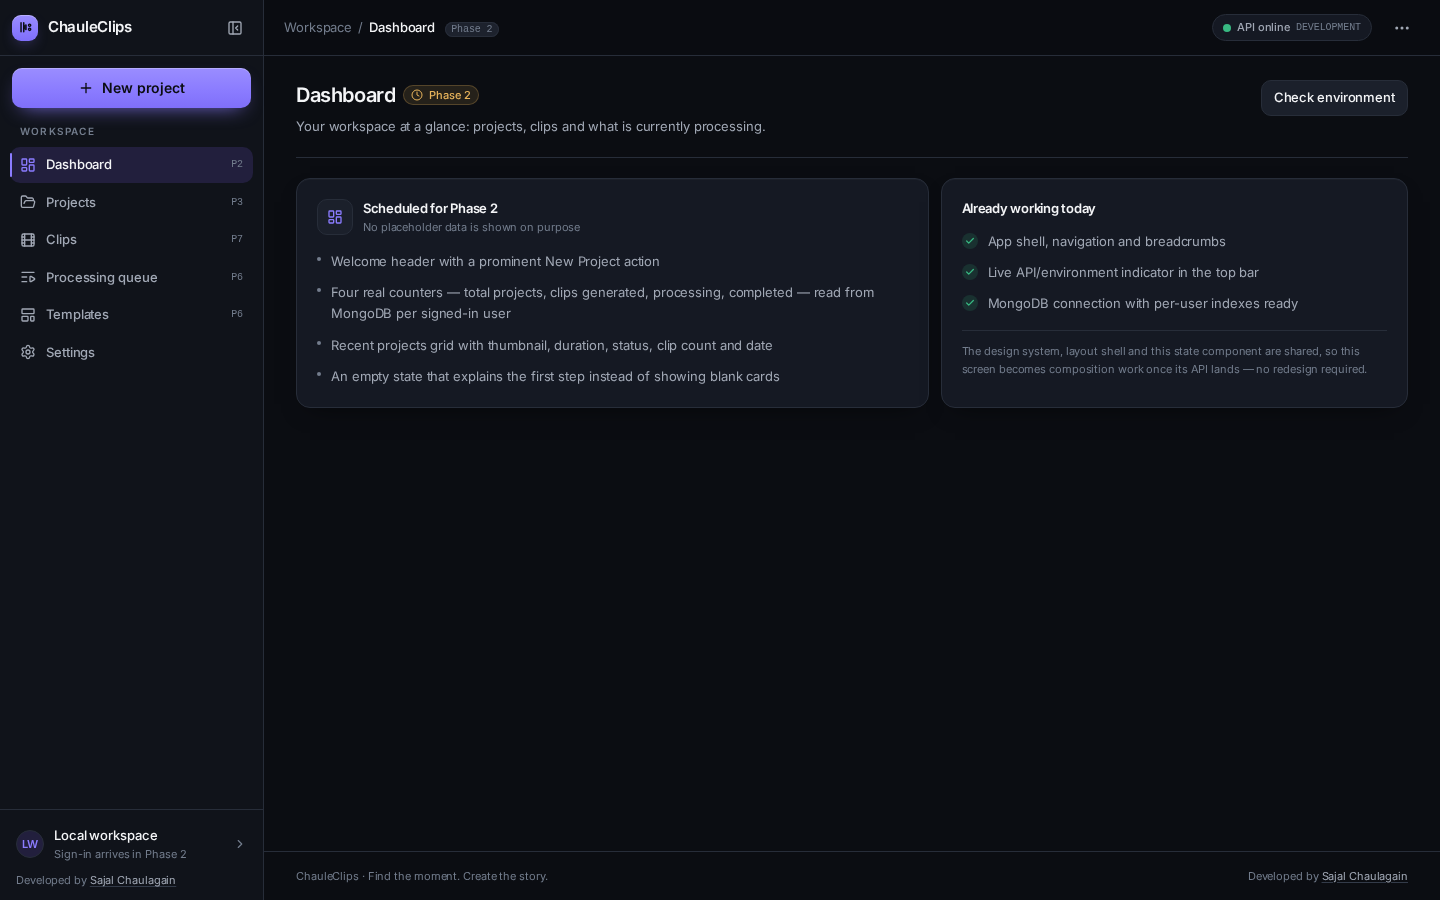 ChauleClips
New project
WORKSPACE
Dashboard P2
Projects P3
Clips P7
Processing queue P6
Templates P6
Settings
Local workspace
LW
Sign-in arrives in Phase 2
Developed by Sajal Chaulagain
Workspace / Dashboard Phase 2
API online DEVELOPMENT
Dashboard Phase 2
Check environment
Your workspace at a glance: projects, clips and what is currently processing.
Scheduled for Phase 2
No placeholder data is shown on purpose
• Welcome header with a prominent New Project action
• Four real counters — total projects, clips generated, processing, completed — read from
MongoDB per signed-in user
• Recent projects grid with thumbnail, duration, status, clip count and date
• An empty state that explains the first step instead of showing blank cards
Already working today
App shell, navigation and breadcrumbs
Live API/environment indicator in the top bar
MongoDB connection with per-user indexes ready
The design system, layout shell and this state component are shared, so this
screen becomes composition work once its API lands — no redesign required.
ChauleClips · Find the moment. Create the story.
Developed by Sajal Chaulagain